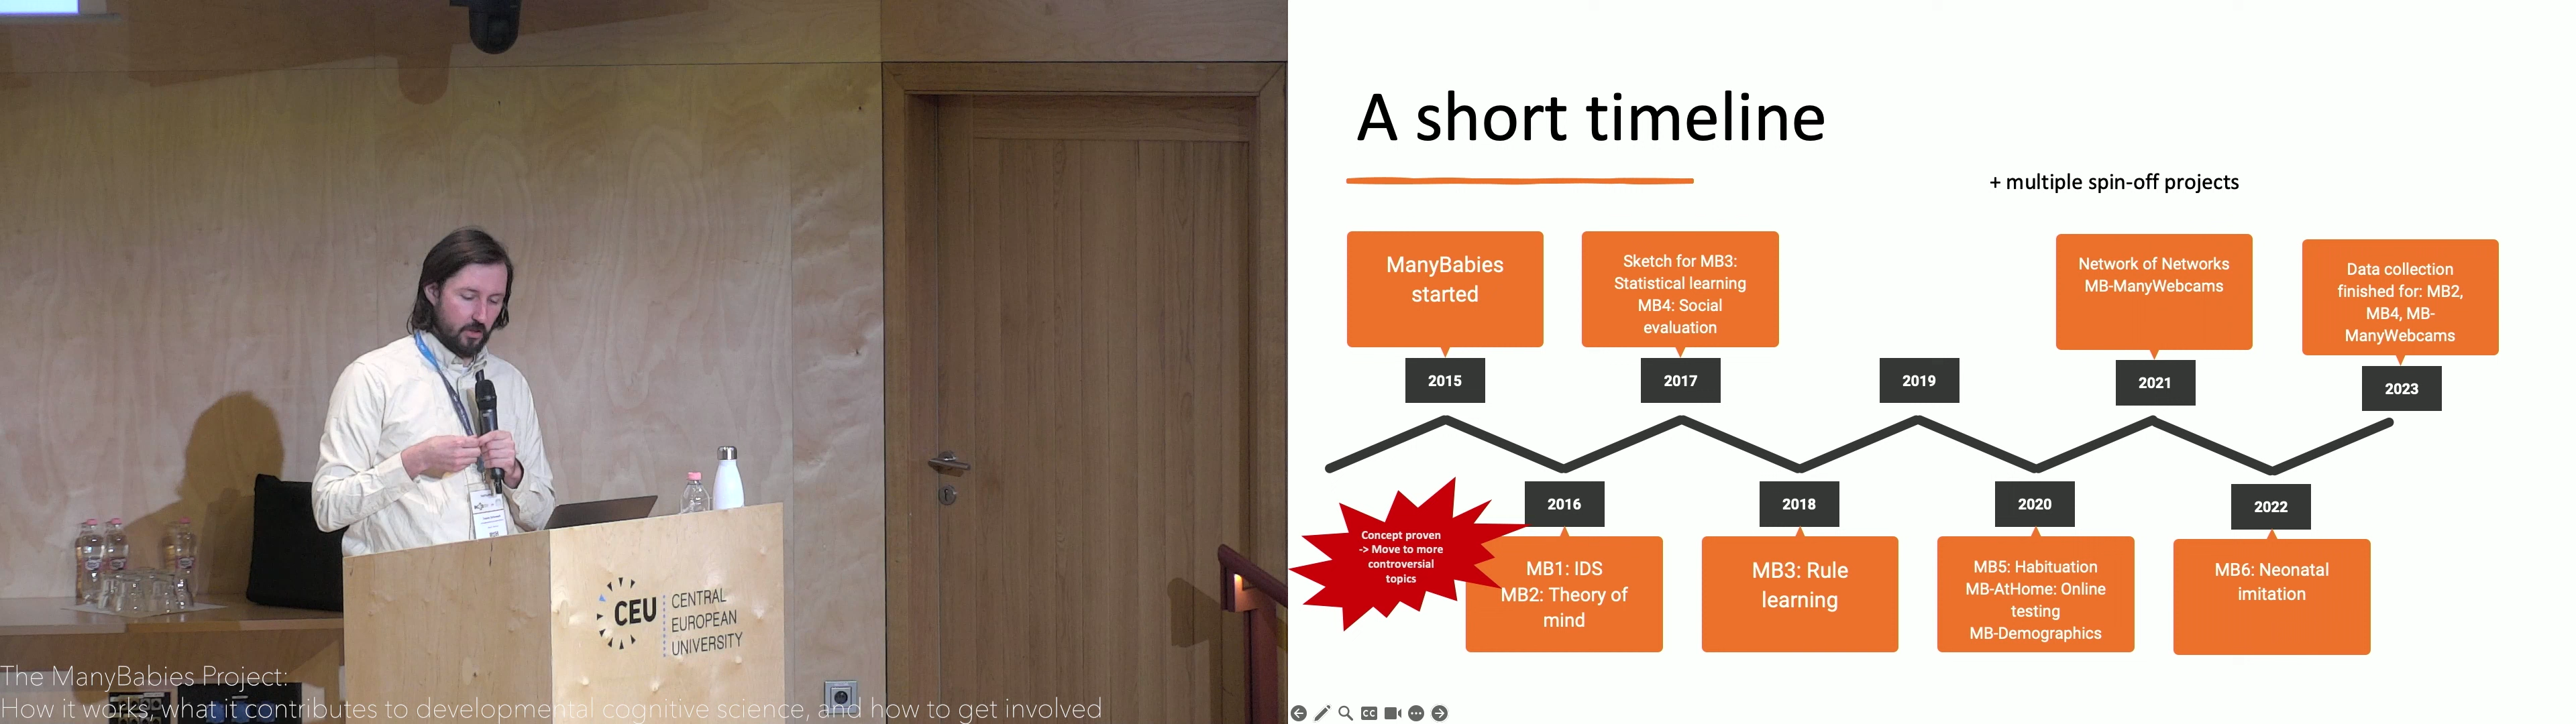 A short timeline
+ multiple spin-off projects
ManyBabies
started
Sketch for MB3:
Statistical learning
MB4: Social
evaluation
Network of Networks
MB-ManyWebcams
Data collection
finished for: MB2,
MB4, MB-
ManyWebcams
2015
2017
2019
2021
2023
2016
2018
2020
2022
Concept proven
-> Move to more
controversial
topics
MB1: IDS
MB2: Theory of
mind
MB3: Rule
learning
MB5: Habituation
MB-AtHome: Online
testing
MB-Demographics
MB6: Neonatal
imitation
CEU
CENTRAL
EUROPEAN
UNIVERSITY
The ManyBabies Project:
How it works, what it contributes to developmental cognitive science, and how to get involved
CC